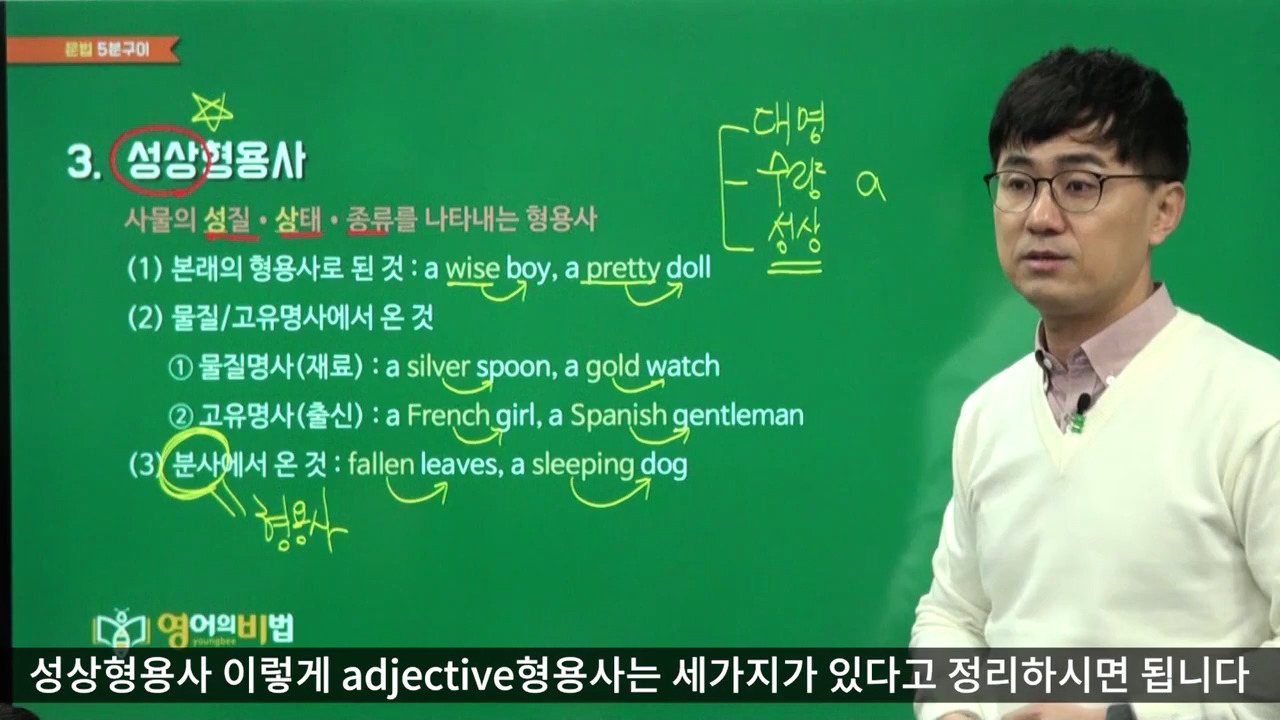 문법 5분구이
3. 성상형용사
사물의 성질・상태・종류를 나타내는 형용사
(1) 본래의 형용사로 된 것 : a wise boy, a pretty doll
(2) 물질/고유명사에서 온 것
① 물질명사(재료) : a silver spoon, a gold watch
② 고유명사(출신) : a French girl, a Spanish gentleman
(3) 분사에서 온 것 : fallen leaves, a sleeping dog
형용사
대명
수량 a
성상
영어의비법
youngbee
성상형용사 이렇게 adjective형용사는 세가지가 있다고 정리하시면 됩니다